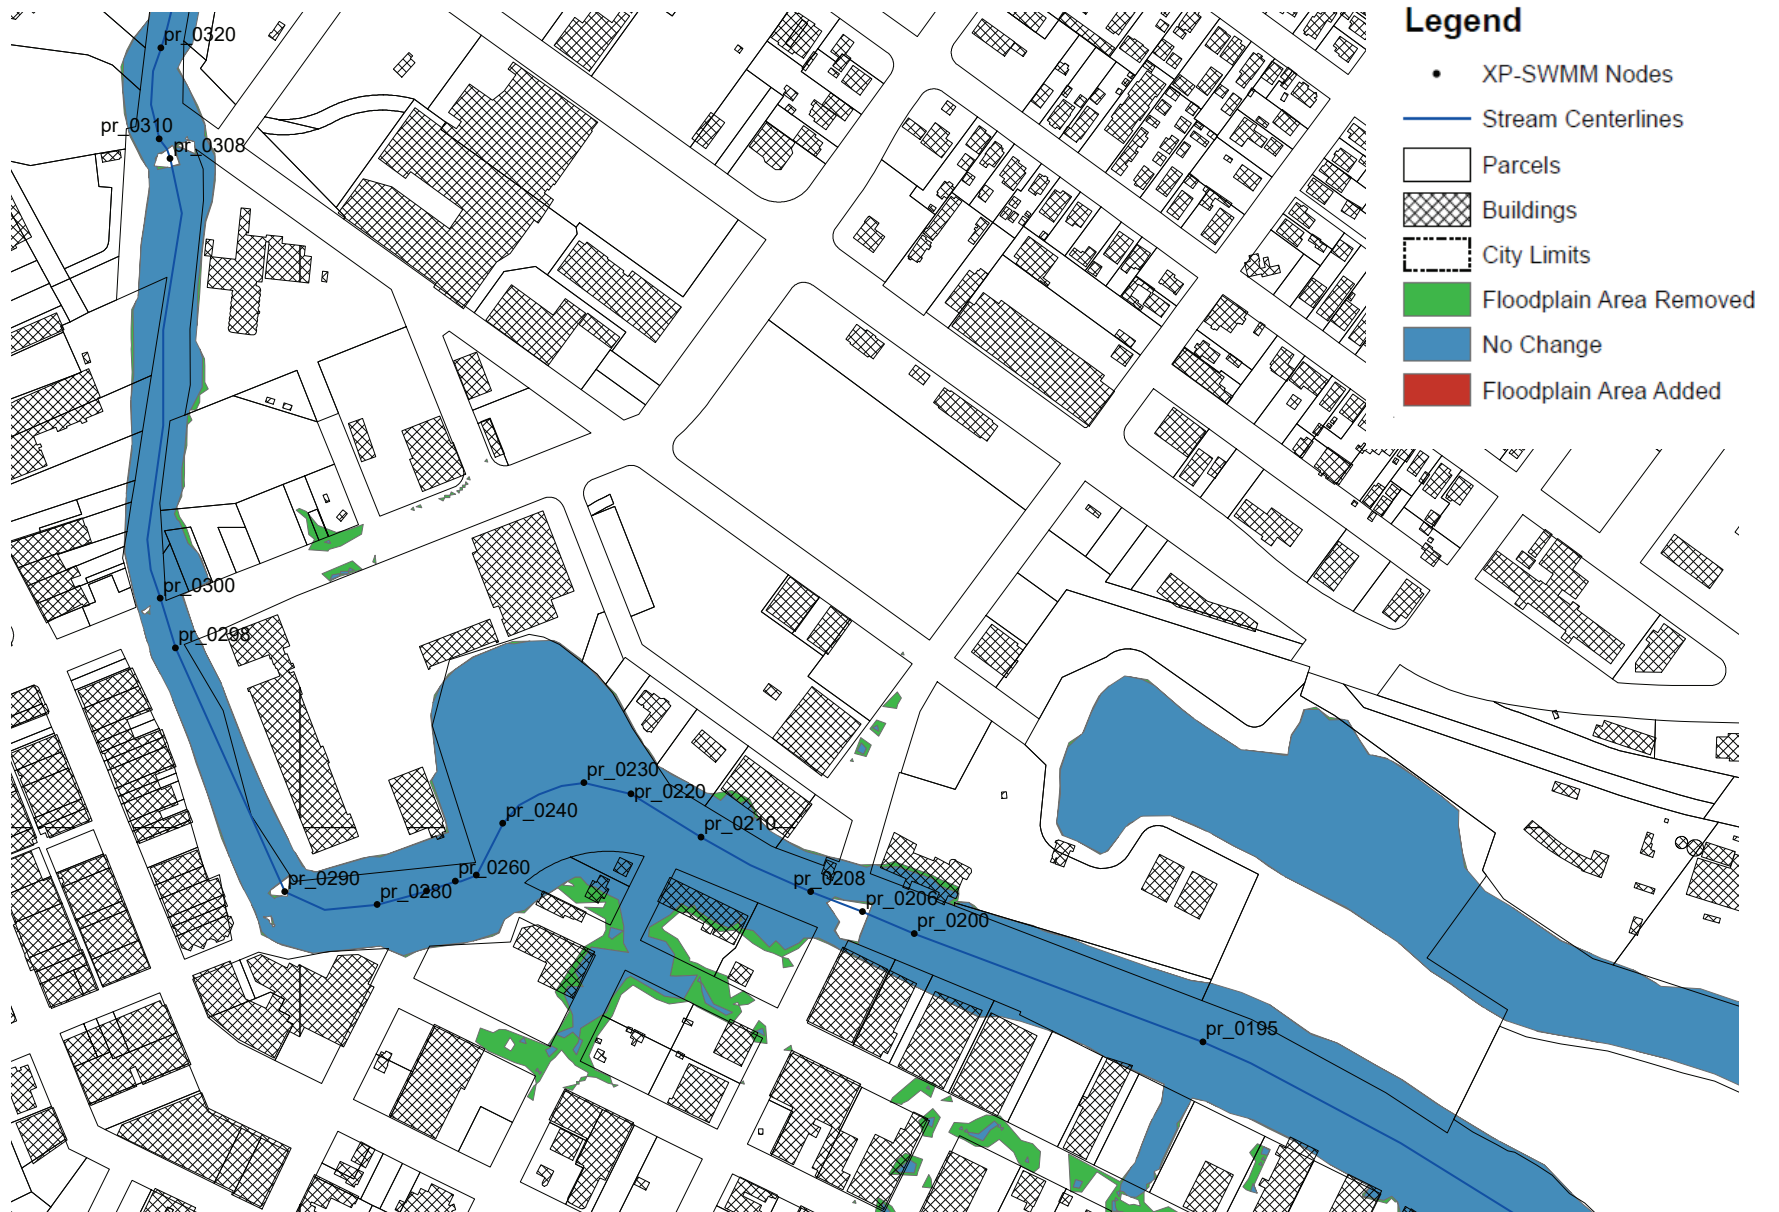 Legend
XP-SWMM Nodes
Stream Centerlines
Parcels
Buildings
City Limits
Floodplain Area Removed
No Change
Floodplain Area Added
pr_0320
pr_0310
pr_0308
pr_0300
pr_0298
pr_0230
pr_0220
pr_0240
pr_0210
pr_0260
pr_0290
pr_0280
pr_0208
pr_0206
pr_0200
pr_0195